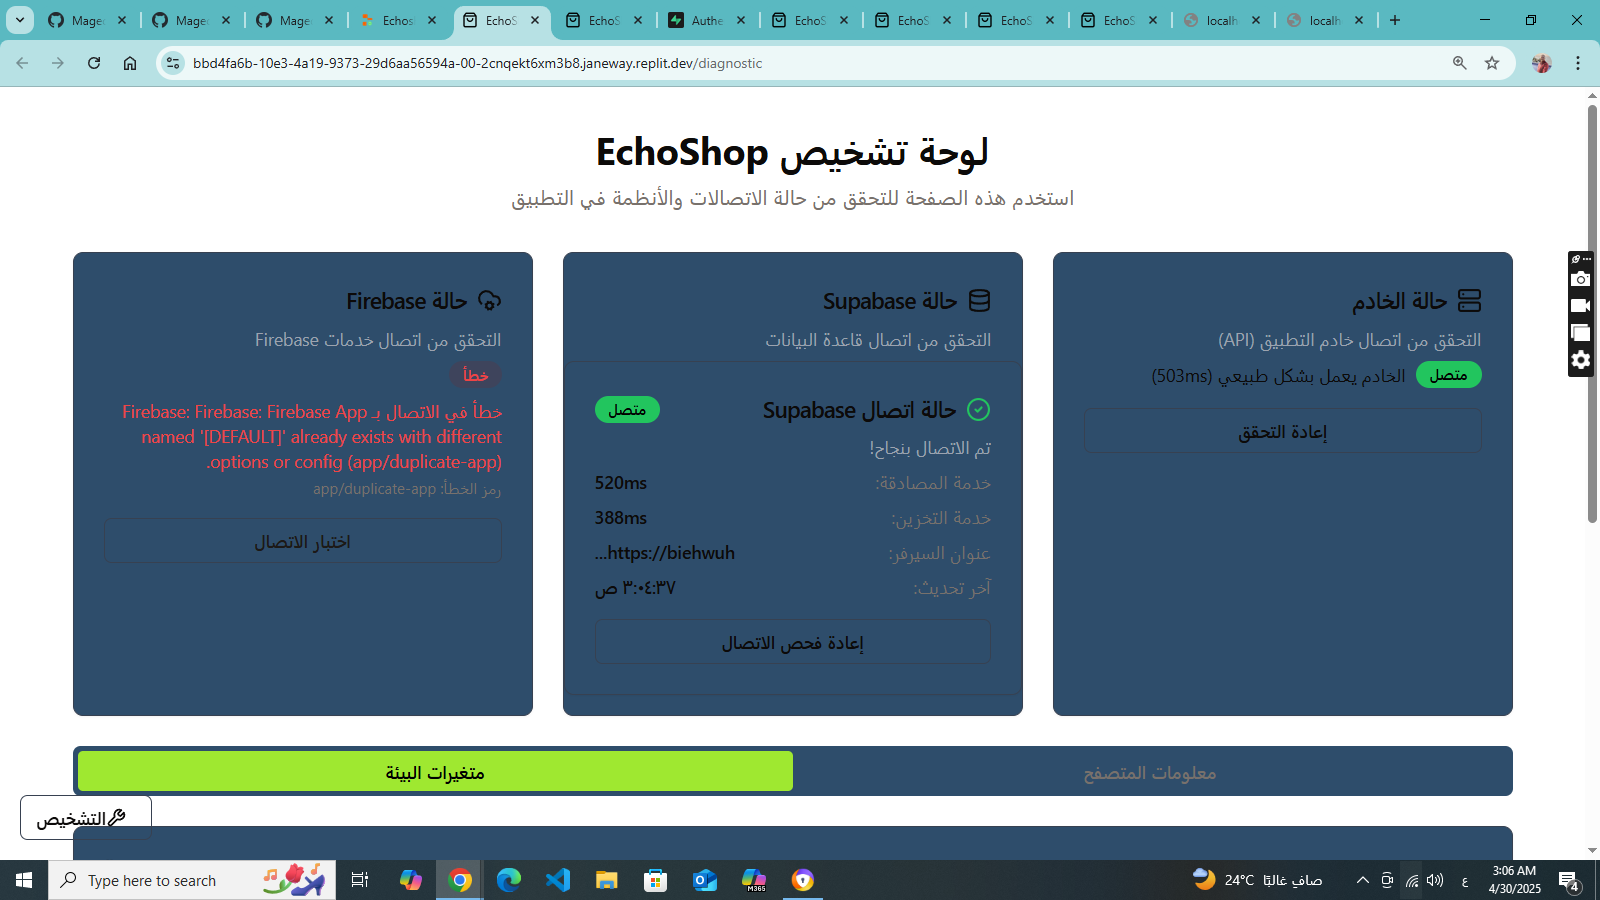 Maged
Maged
Maged
Echos
EchoS
EchoS
Authe
EchoS
EchoS
EchoS
EchoS
localh
localh
bbd4fa6b-10e3-4a19-9373-29d6aa56594a-00-2cnqekt6xm3b8.janeway.replit.dev/diagnostic
لوحة تشخيص EchoShop
استخدم هذه الصفحة للتحقق من حالة الاتصالات والأنظمة في التطبيق
حالة الخادم
التحقق من اتصال خادم التطبيق (API)
متصل الخادم يعمل بشكل طبيعي (503ms)
إعادة التحقق
حالة Supabase
التحقق من اتصال قاعدة البيانات
حالة اتصال Supabase متصل
تم الاتصال بنجاح!
خدمة المصادقة: 520ms
خدمة التخزين: 388ms
عنوان السيرفر: https://biehwuh...
آخر تحديث: ٣:٠٤:٣٧ ص
إعادة فحص الاتصال
حالة Firebase
التحقق من اتصال خدمات Firebase
خطأ
خطأ في الاتصال بـ Firebase: Firebase: Firebase App
named '[DEFAULT]' already exists with different
options or config (app/duplicate-app).
رمز الخطأ: app/duplicate-app
اختبار الاتصال
معلومات المتصفح
متغيرات البيئة
التشخيص
Type here to search
M365
24°C صافٍ غالبًا
ع
3:06 AM
4/30/2025
4